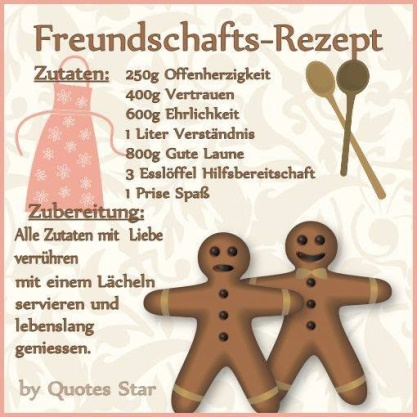 Freundschafts-Rezept
Zutaten:
250g Offenherzigkeit
400g Vertrauen
600g Ehrlichkeit
1 Liter Verständnis
800g Gute Laune
3 Esslöffel Hilfsbereitschaft
1 Prise Spaß
Zubereitung:
Alle Zutaten mit Liebe
verrühren
mit einem Lächeln
servieren und
lebenslang
geniessen.
by Quotes Star